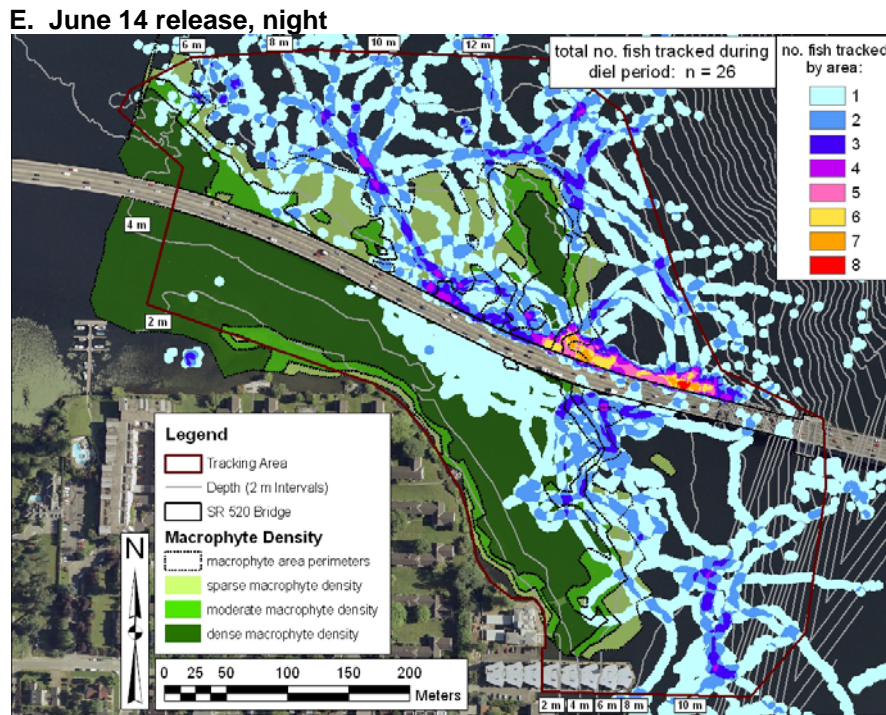 E. June 14 release, night
6 m
8 m
10 m
12 m
total no. fish tracked during
diel period: n = 26
no. fish tracked
by area:
1
2
3
4
5
6
7
8
4 m
2 m
Legend
Tracking Area
Depth (2 m Intervals)
SR 520 Bridge
Macrophyte Density
macrophyte area perimeters
sparse macrophyte density
moderate macrophyte density
dense macrophyte density
N
0 25 50 100 150 200
Meters
2 m 4 m 6 m 8 m 10 m